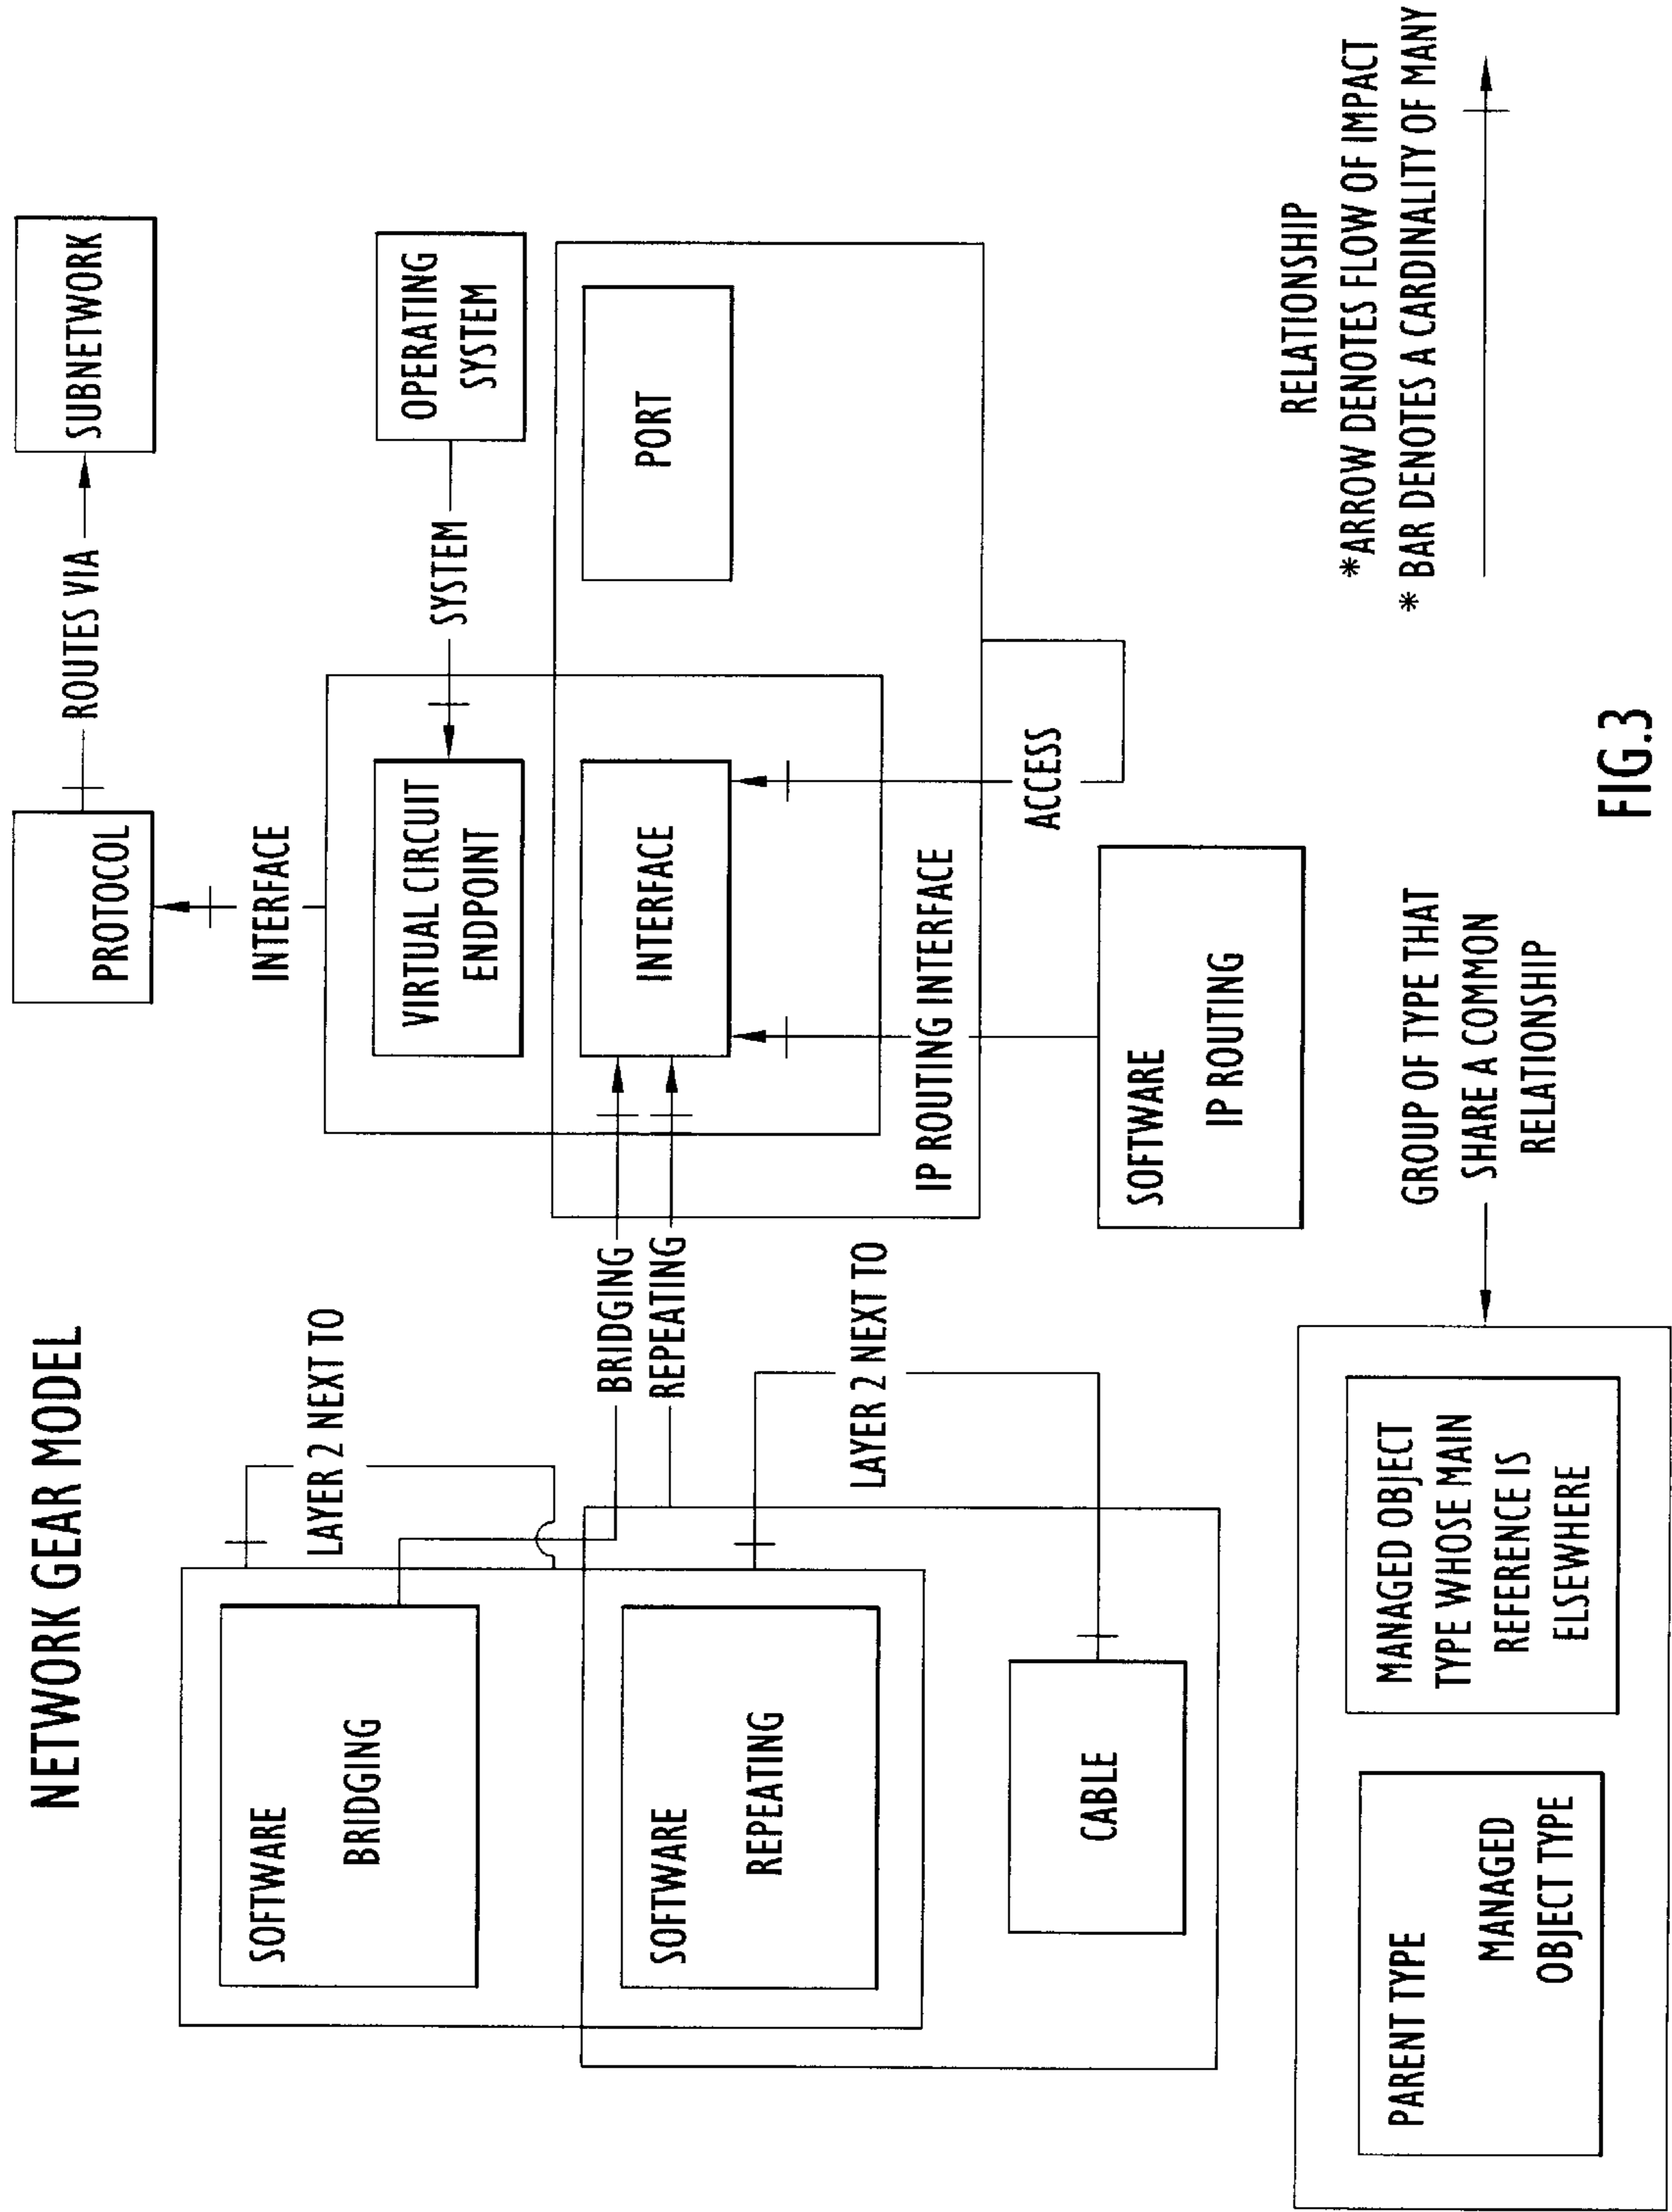 NETWORK GEAR MODEL
PROTOCOL
ROUTES VIA
SUBNETWORK
INTERFACE
SOFTWARE
BRIDGING
LAYER 2 NEXT TO
VIRTUAL CIRCUIT
ENDPOINT
SYSTEM
OPERATING
SYSTEM
BRIDGING
REPEATING
INTERFACE
PORT
SOFTWARE
REPEATING
LAYER 2 NEXT TO
IP ROUTING INTERFACE
ACCESS
CABLE
SOFTWARE
IP ROUTING
PARENT TYPE
MANAGED
OBJECT TYPE
MANAGED OBJECT
TYPE WHOSE MAIN
REFERENCE IS
ELSEWHERE
GROUP OF TYPE THAT
SHARE A COMMON
RELATIONSHIP
RELATIONSHIP
*ARROW DENOTES FLOW OF IMPACT
* BAR DENOTES A CARDINALITY OF MANY
FIG.3